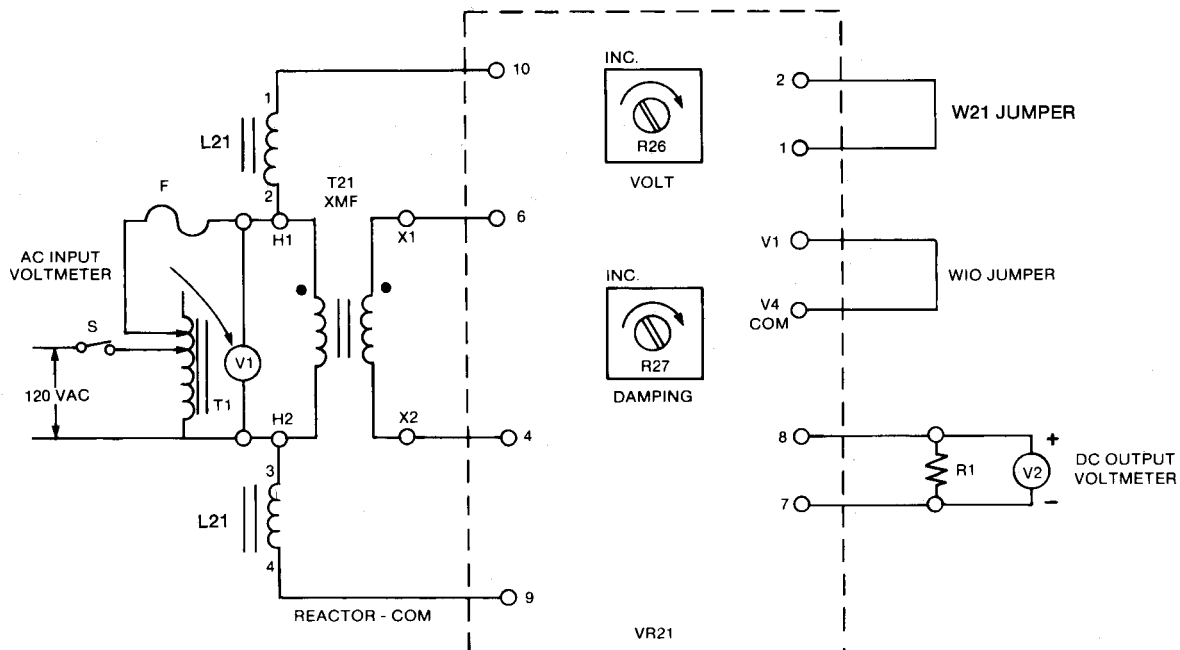 10
INC.
R26
VOLT
2
1
W21 JUMPER
1
L21
2
F
T21
XMF
H1
X1
6
AC INPUT
VOLTMETER
V1
V4
COM
WIO JUMPER
INC.
R27
DAMPING
S
V1
120 VAC
T1
H2
X2
4
8
7
R1
V2
+
−
DC OUTPUT
VOLTMETER
3
L21
4
REACTOR - COM
9
VR21